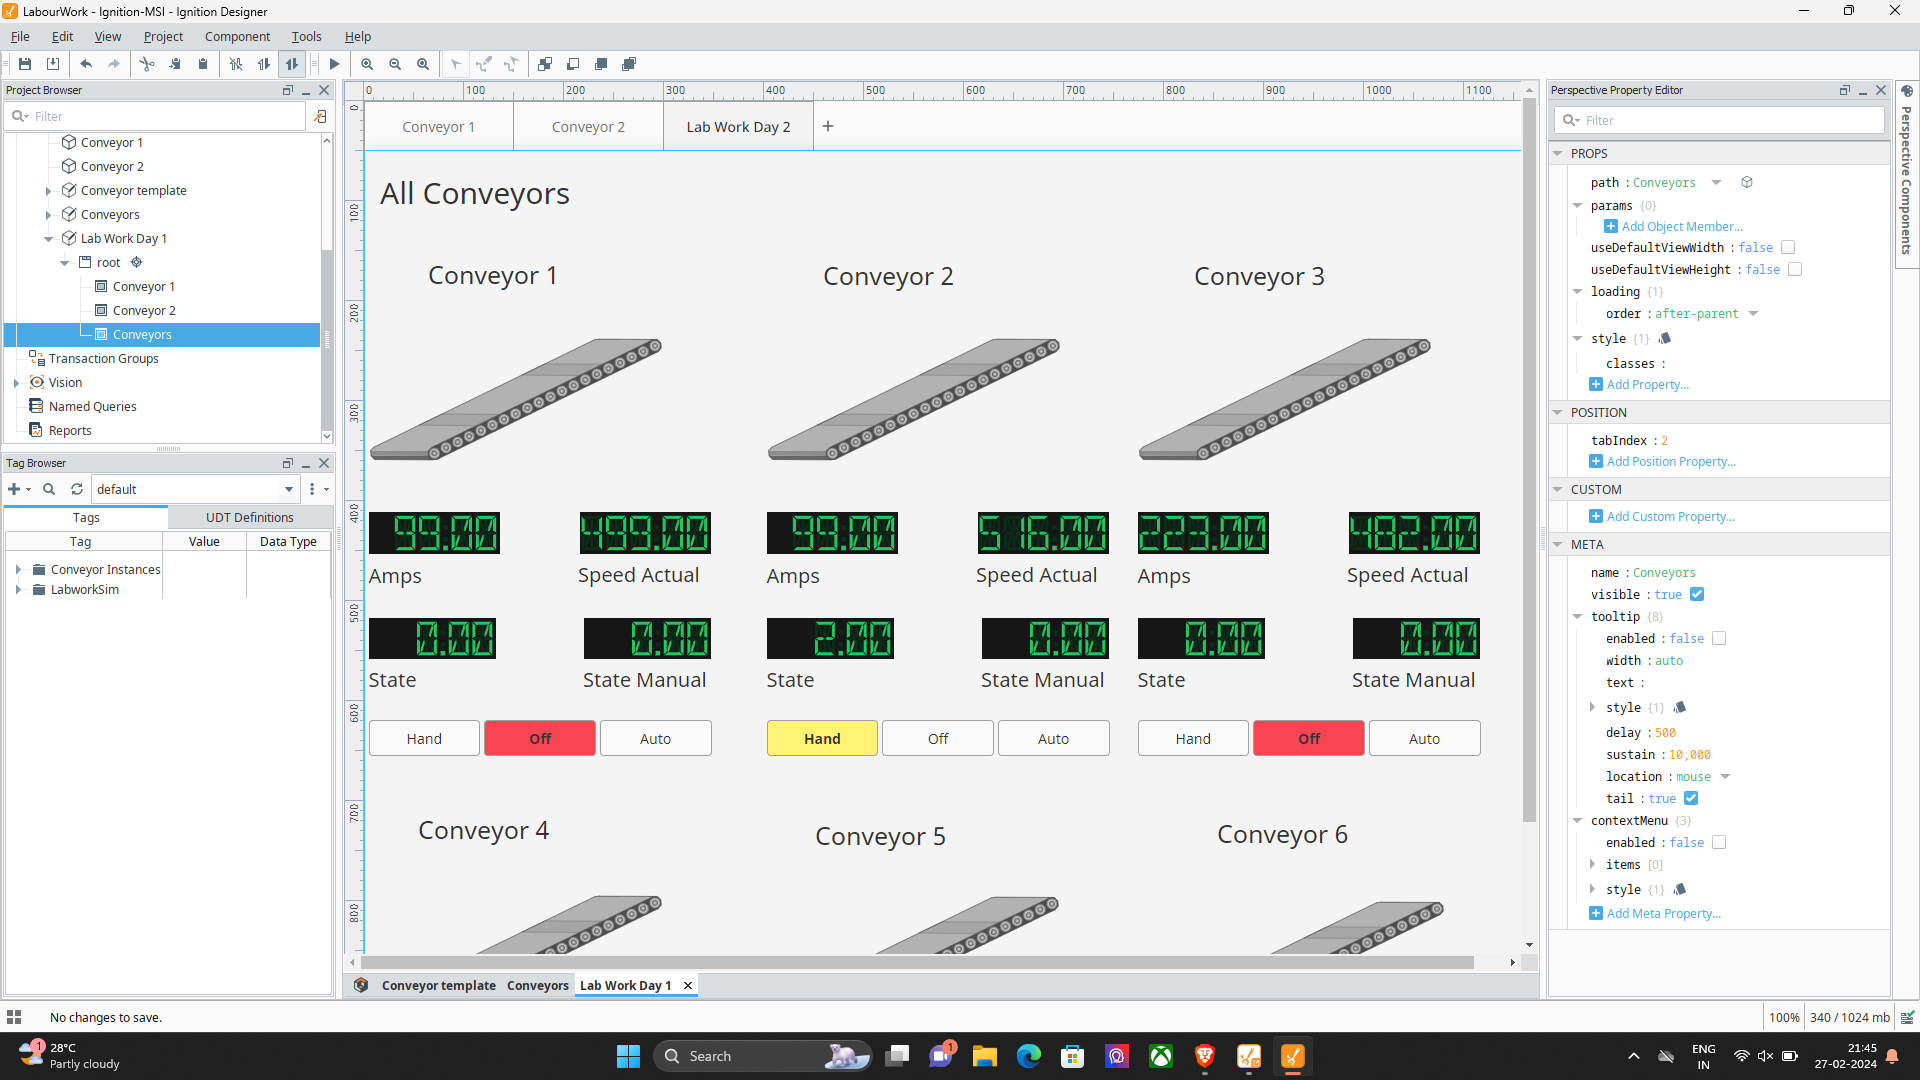 LabourWork - Ignition-MSI - Ignition Designer
File Edit View Project Component Tools Help
Project Browser
Filter
Conveyor 1
Conveyor 2
Conveyor template
Conveyors
Lab Work Day 1
root
Conveyor 1
Conveyor 2
Conveyors
Transaction Groups
Vision
Named Queries
Reports
Tag Browser
default
Tags UDT Definitions
Tag Value Data Type
Conveyor Instances
LabworkSim
0 100 200 300 400 500 600 700 800 900 1000 1100
0
100
200
300
400
500
600
700
800
Conveyor 1 Conveyor 2 Lab Work Day 2 +
All Conveyors
Conveyor 1 Conveyor 2 Conveyor 3
99.00 499.00 99.00 516.00 223.00 482.00
Amps Speed Actual Amps Speed Actual Amps Speed Actual
0.00 0.00 2.00 0.00 0.00 0.00
State State Manual State State Manual State State Manual
Hand Off Auto Hand Off Auto Hand Off Auto
Conveyor 4 Conveyor 5 Conveyor 6
Conveyor template Conveyors Lab Work Day 1
Perspective Property Editor
Filter
PROPS
path : Conveyors
params {0}
Add Object Member...
useDefaultViewWidth : false
useDefaultViewHeight : false
loading {1}
order : after-parent
style {1}
classes :
Add Property...
POSITION
tabIndex : 2
Add Position Property...
CUSTOM
Add Custom Property...
META
name : Conveyors
visible : true
tooltip {8}
enabled : false
width : auto
text :
style {1}
delay : 500
sustain : 10,000
location : mouse
tail : true
contextMenu {3}
enabled : false
items [0]
style {1}
Add Meta Property...
Perspective Components
No changes to save.
100% 340 / 1024 mb
1
28°C
Partly cloudy
Search
1
ENG
IN
21:45
27-02-2024